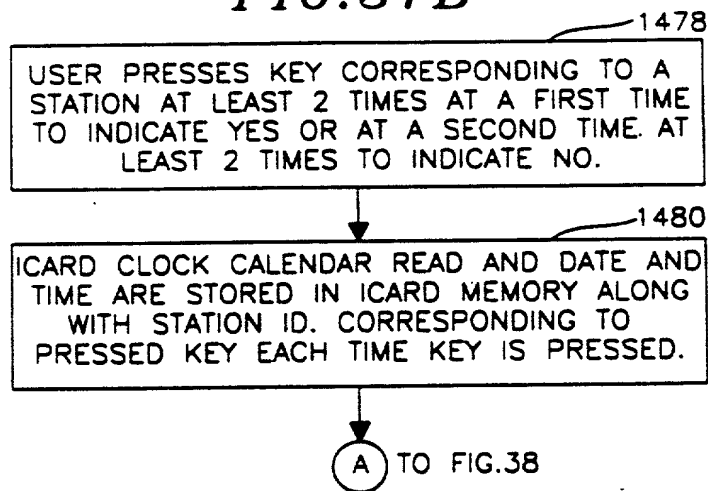 FIG.37B
1478
USER PRESSES KEY CORRESPONDING TO A
STATION AT LEAST 2 TIMES AT A FIRST TIME
TO INDICATE YES OR AT A SECOND TIME. AT
LEAST 2 TIMES TO INDICATE NO.
1480
ICARD CLOCK CALENDAR READ AND DATE AND
TIME ARE STORED IN ICARD MEMORY ALONG
WITH STATION ID. CORRESPONDING TO
PRESSED KEY EACH TIME KEY IS PRESSED.
A TO FIG.38